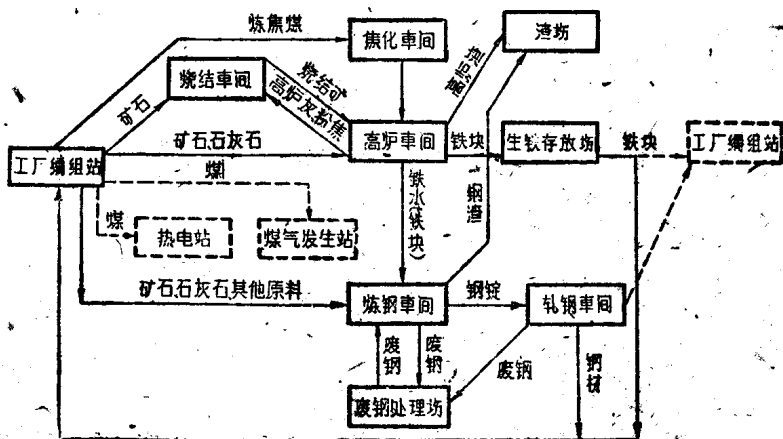 炼焦煤
焦化車间
渣场
烧结車间
烧结矿
高炉灰粉焦
高炉渣
矿石
矿石、石灰石
高炉車间
铁块
生铁存放场
铁块
工厂编组站
工厂编组站
煤
煤
热电站
煤气发生站
铁水(铁块)
钢渣
矿石、石灰石、其他原料
炼钢車间
钢锭
轧钢車间
废钢
废钢
废钢
钢材
废钢处理场